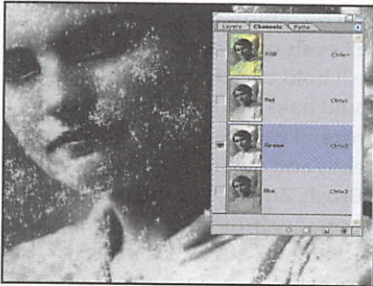 Layers Channels Paths
RGB Ctrl+~
Red Ctrl+1
Green Ctrl+2
Blue Ctrl+3